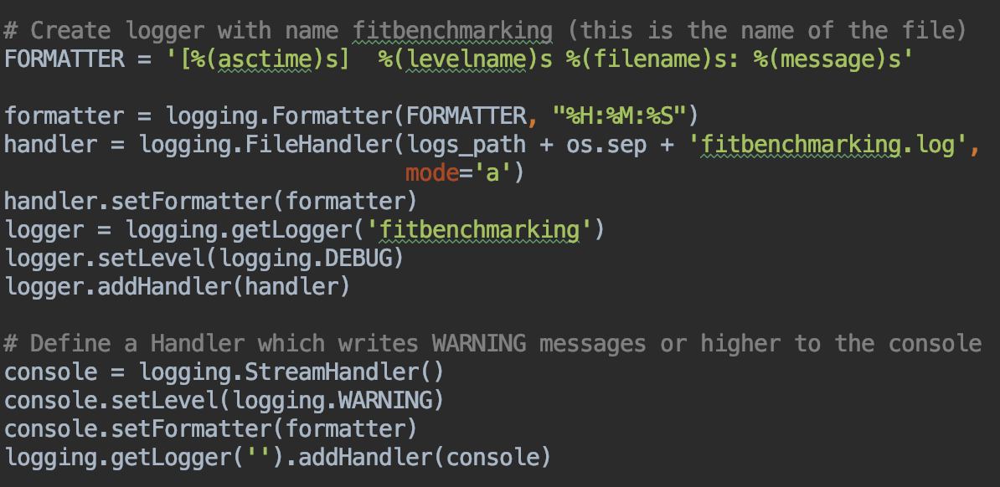 # Create logger with name fitbenchmarking (this is the name of the file)
FORMATTER = '[%(asctime)s]  %(levelname)s %(filename)s: %(message)s'
formatter = logging.Formatter(FORMATTER, "%H:%M:%S")
handler = logging.FileHandler(logs_path + os.sep + 'fitbenchmarking.log',
                              mode='a')
handler.setFormatter(formatter)
logger = logging.getLogger('fitbenchmarking')
logger.setLevel(logging.DEBUG)
logger.addHandler(handler)
# Define a Handler which writes WARNING messages or higher to the console
console = logging.StreamHandler()
console.setLevel(logging.WARNING)
console.setFormatter(formatter)
logging.getLogger('').addHandler(console)